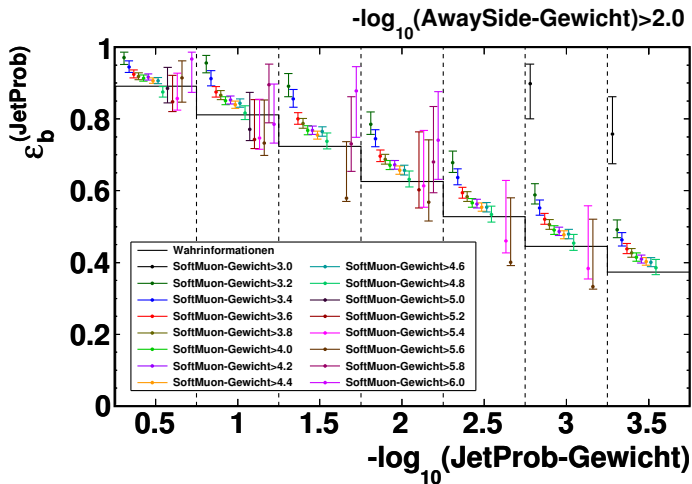 -log10(AwaySide-Gewicht)>2.0
εb(JetProb)
1
0.8
0.6
0.4
0.2
0
Wahrinformationen
SoftMuon-Gewicht>3.0
SoftMuon-Gewicht>3.2
SoftMuon-Gewicht>3.4
SoftMuon-Gewicht>3.6
SoftMuon-Gewicht>3.8
SoftMuon-Gewicht>4.0
SoftMuon-Gewicht>4.2
SoftMuon-Gewicht>4.4
SoftMuon-Gewicht>4.6
SoftMuon-Gewicht>4.8
SoftMuon-Gewicht>5.0
SoftMuon-Gewicht>5.2
SoftMuon-Gewicht>5.4
SoftMuon-Gewicht>5.6
SoftMuon-Gewicht>5.8
SoftMuon-Gewicht>6.0
0.5 1 1.5 2 2.5 3 3.5
-log10(JetProb-Gewicht)